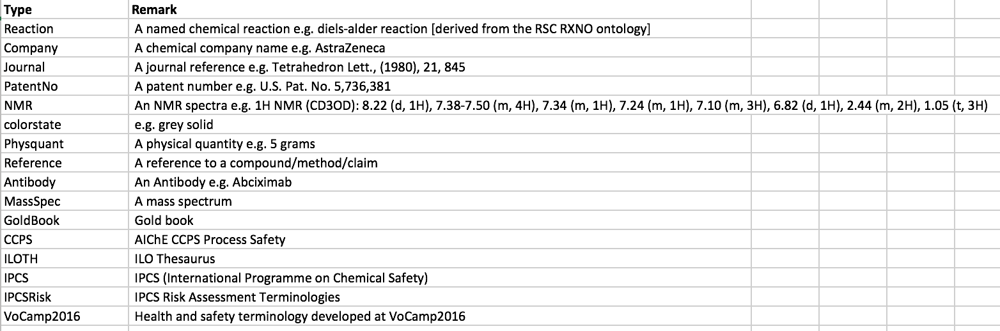 Type Remark
Reaction A named chemical reaction e.g. diels-alder reaction [derived from the RSC RXNO ontology]
Company A chemical company name e.g. AstraZeneca
Journal A journal reference e.g. Tetrahedron Lett., (1980), 21, 845
PatentNo A patent number e.g. U.S. Pat. No. 5,736,381
NMR An NMR spectra e.g. 1H NMR (CD3OD): 8.22 (d, 1H), 7.38-7.50 (m, 4H), 7.34 (m, 1H), 7.24 (m, 1H), 7.10 (m, 3H), 6.82 (d, 1H), 2.44 (m, 2H), 1.05 (t, 3H)
colorstate e.g. grey solid
Physquant A physical quantity e.g. 5 grams
Reference A reference to a compound/method/claim
Antibody An Antibody e.g. Abciximab
MassSpec A mass spectrum
GoldBook Gold book
CCPS AIChE CCPS Process Safety
ILOTH ILO Thesaurus
IPCS IPCS (International Programme on Chemical Safety)
IPCSRisk IPCS Risk Assessment Terminologies
VoCamp2016 Health and safety terminology developed at VoCamp2016